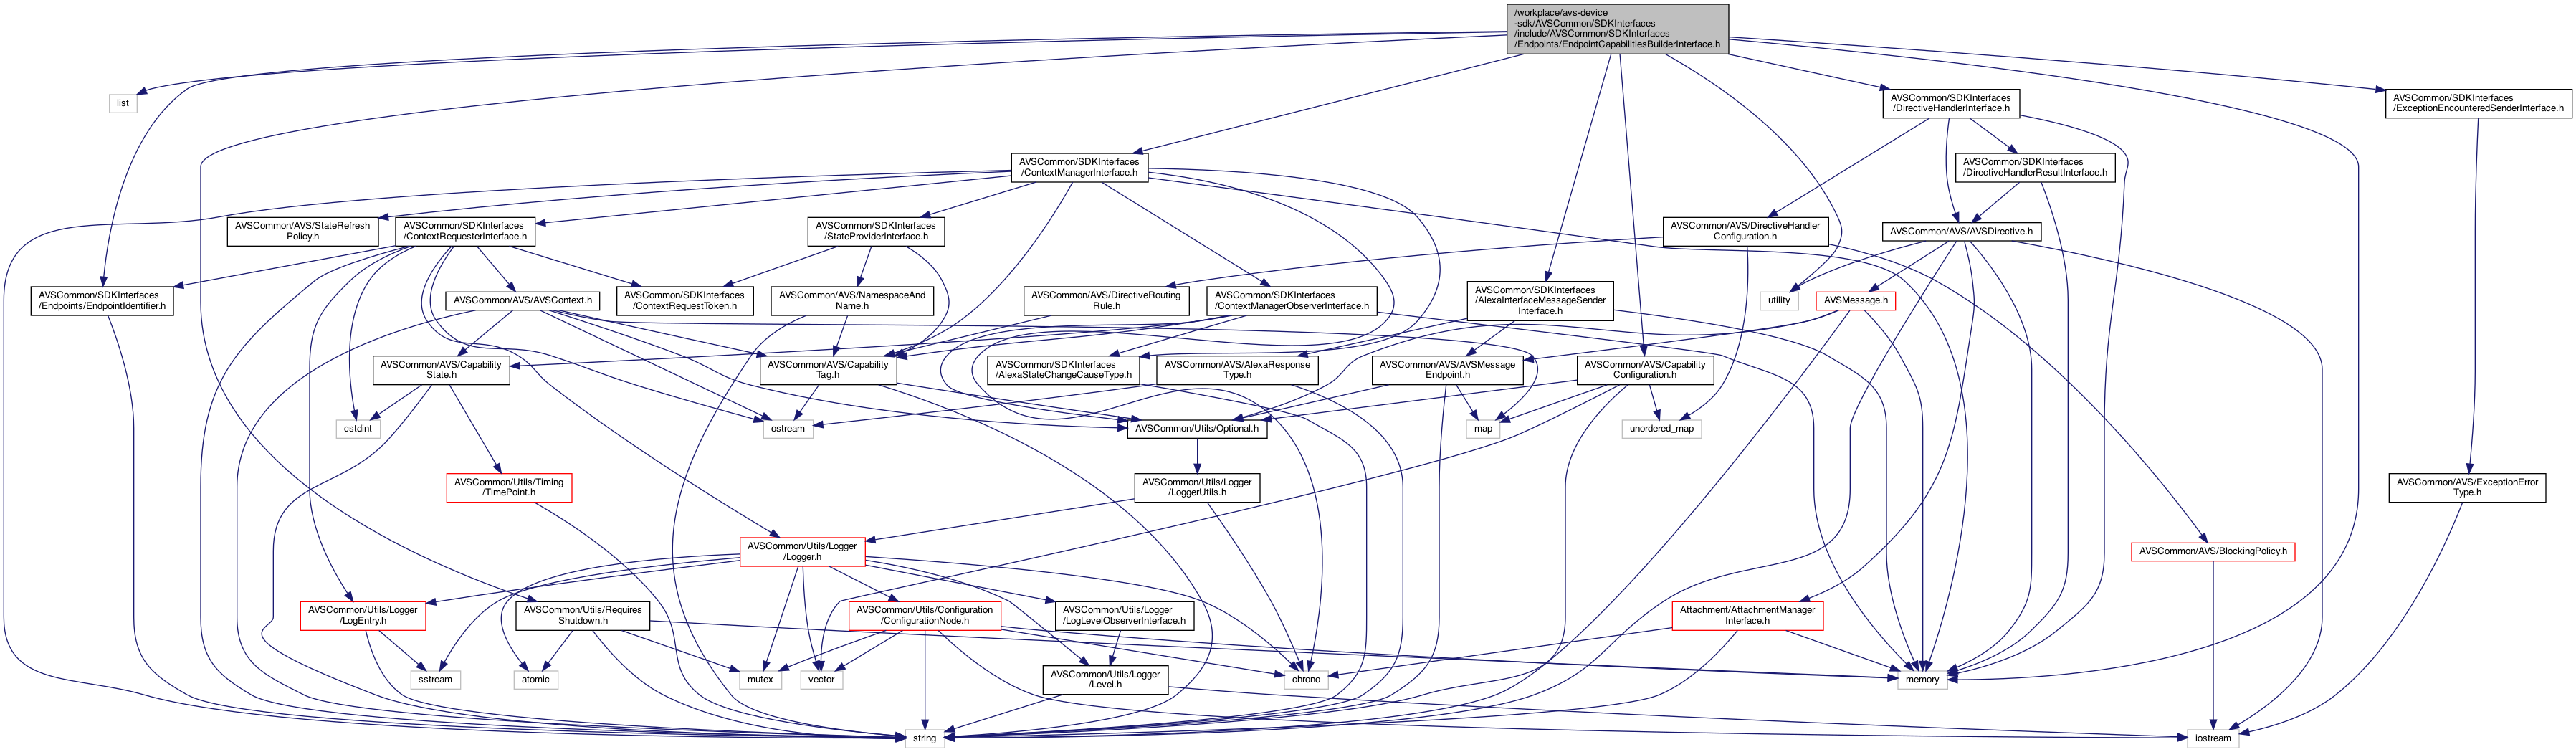 /workplace/avs-device
-sdk/AVSCommon/SDKInterfaces
/include/AVSCommon/SDKInterfaces
/Endpoints/EndpointCapabilitiesBuilderInterface.h
list
AVSCommon/SDKInterfaces
/DirectiveHandlerInterface.h
AVSCommon/SDKInterfaces
/ExceptionEncounteredSenderInterface.h
AVSCommon/SDKInterfaces
/ContextManagerInterface.h
AVSCommon/SDKInterfaces
/DirectiveHandlerResultInterface.h
AVSCommon/AVS/StateRefresh
Policy.h
AVSCommon/SDKInterfaces
/ContextRequesterInterface.h
AVSCommon/SDKInterfaces
/StateProviderInterface.h
AVSCommon/AVS/DirectiveHandler
Configuration.h
AVSCommon/AVS/AVSDirective.h
AVSCommon/SDKInterfaces
/Endpoints/EndpointIdentifier.h
AVSCommon/AVS/AVSContext.h
AVSCommon/SDKInterfaces
/ContextRequestToken.h
AVSCommon/AVS/NamespaceAnd
Name.h
AVSCommon/AVS/DirectiveRouting
Rule.h
AVSCommon/SDKInterfaces
/ContextManagerObserverInterface.h
AVSCommon/SDKInterfaces
/AlexaInterfaceMessageSender
Interface.h
utility
AVSMessage.h
AVSCommon/AVS/Capability
State.h
AVSCommon/AVS/Capability
Tag.h
AVSCommon/SDKInterfaces
/AlexaStateChangeCauseType.h
AVSCommon/AVS/AlexaResponse
Type.h
AVSCommon/AVS/AVSMessage
Endpoint.h
AVSCommon/AVS/Capability
Configuration.h
cstdint
ostream
AVSCommon/Utils/Optional.h
map
unordered_map
AVSCommon/Utils/Timing
/TimePoint.h
AVSCommon/Utils/Logger
/LoggerUtils.h
AVSCommon/AVS/ExceptionError
Type.h
AVSCommon/Utils/Logger
/Logger.h
AVSCommon/AVS/BlockingPolicy.h
AVSCommon/Utils/Logger
/LogEntry.h
AVSCommon/Utils/Requires
Shutdown.h
AVSCommon/Utils/Configuration
/ConfigurationNode.h
AVSCommon/Utils/Logger
/LogLevelObserverInterface.h
Attachment/AttachmentManager
Interface.h
sstream
atomic
mutex
vector
AVSCommon/Utils/Logger
/Level.h
chrono
memory
string
iostream